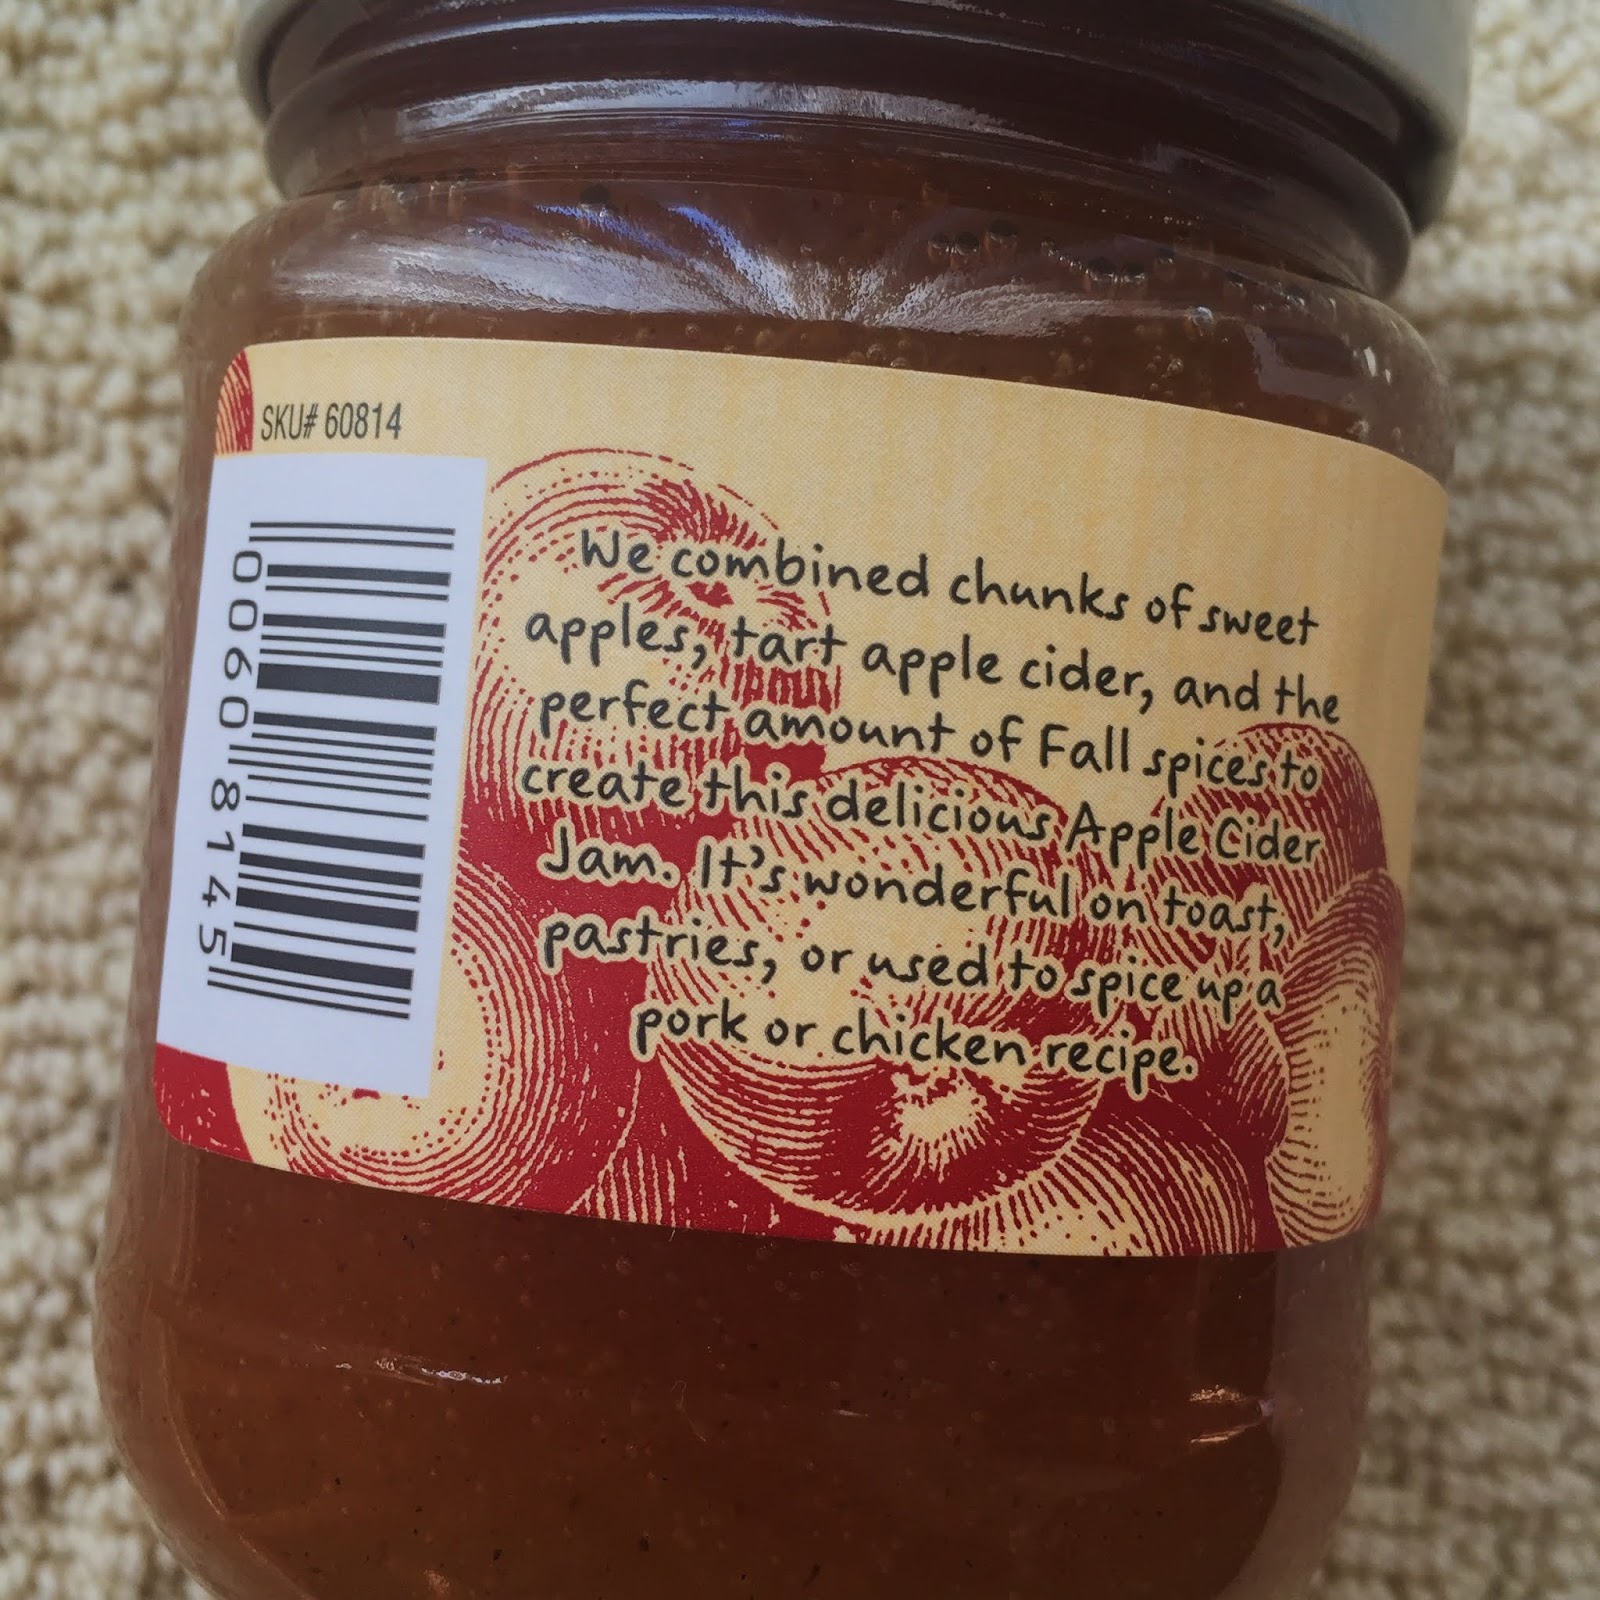 SKU# 60814
00608145
We combined chunks of sweet
apples, tart apple cider, and the
perfect amount of Fall spices to
create this delicious Apple Cider
Jam. It's wonderful on toast,
pastries, or used to spice up a
pork or chicken recipe.